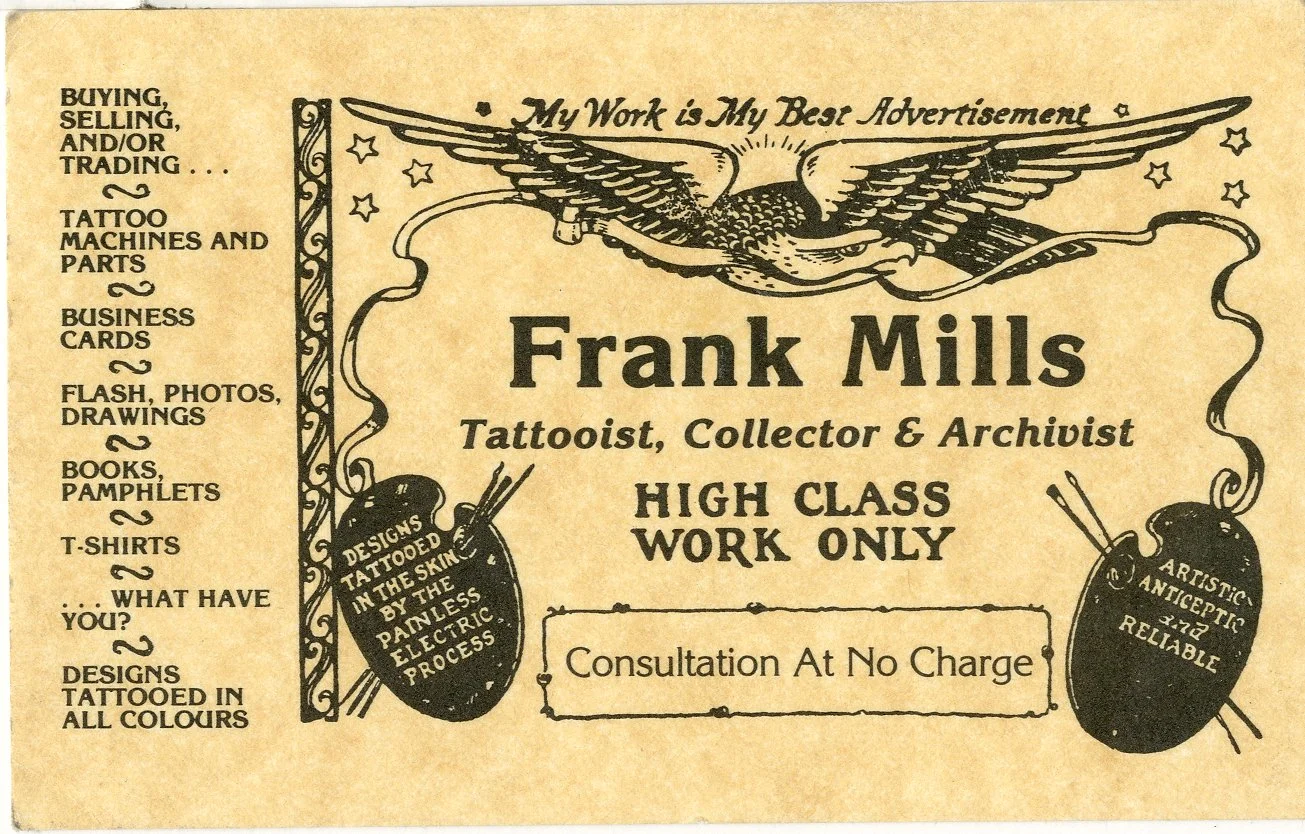 BUYING,
SELLING,
AND/OR
TRADING . . .
TATTOO
MACHINES AND
PARTS
BUSINESS
CARDS
FLASH, PHOTOS,
DRAWINGS
BOOKS,
PAMPHLETS
T-SHIRTS
. . . WHAT HAVE
YOU?
DESIGNS
TATTOOED IN
ALL COLOURS
My Work is My Best Advertisement
Frank Mills
Tattooist, Collector & Archivist
HIGH CLASS
WORK ONLY
DESIGNS
TATTOOED
IN THE SKIN
BY THE
PAINLESS
ELECTRIC
PROCESS
Consultation At No Charge
ARTISTIC
ANTICEPTIC
and
RELIABLE